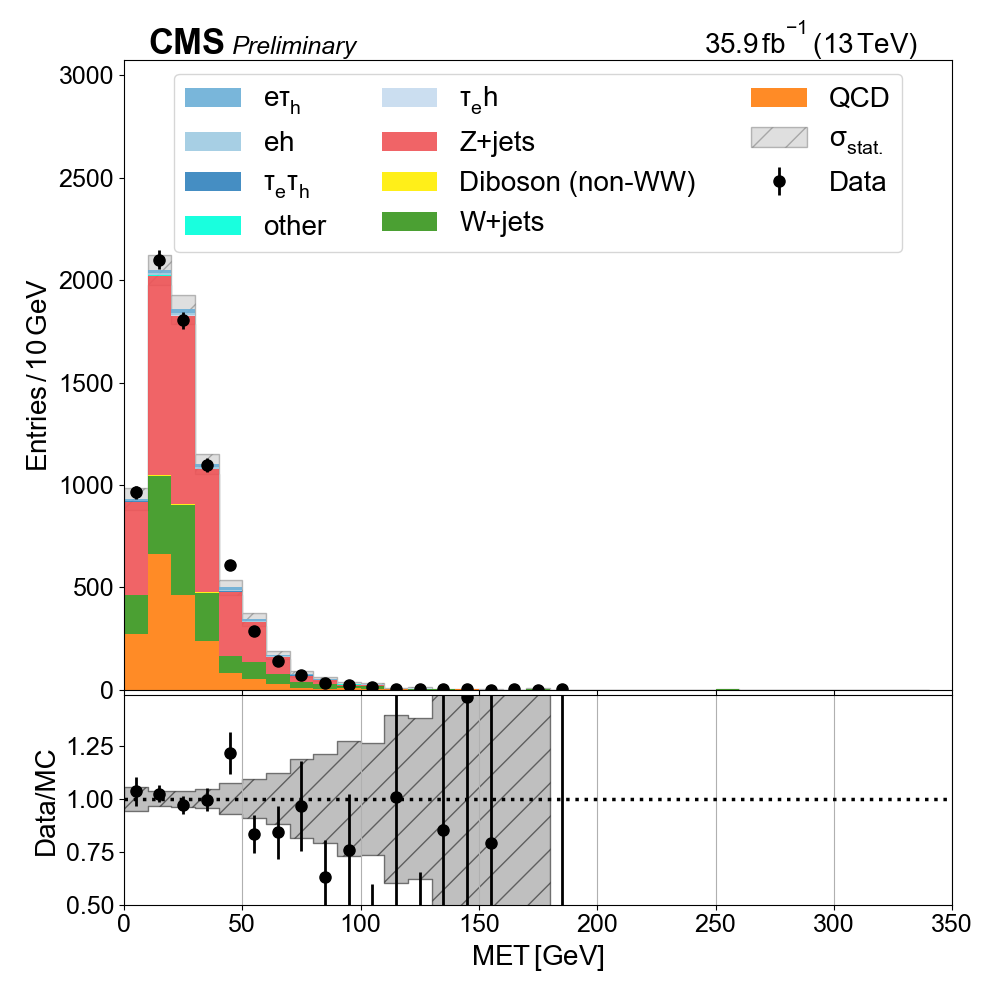 CMS Preliminary 35.9 fb⁻¹ (13 TeV)
eτh τeh QCD
eh Z+jets σstat.
τeτh Diboson (non-WW) Data
other W+jets
Entries / 10 GeV
3000
2500
2000
1500
1000
500
0
Data/MC
1.25
1.00
0.75
0.50
0 50 100 150 200 250 300 350
MET [GeV]